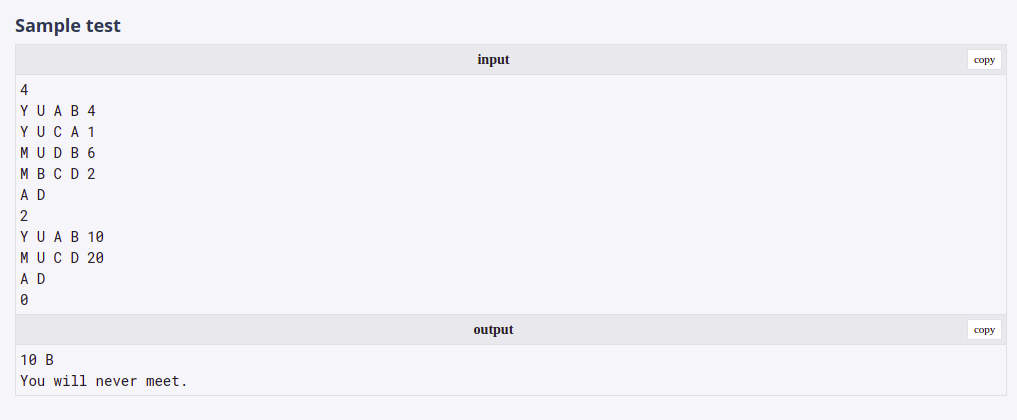 Sample test
input
copy
4
Y U A B 4
Y U C A 1
M U D B 6
M B C D 2
A D
2
Y U A B 10
M U C D 20
A D
0
output
copy
10 B
You will never meet.